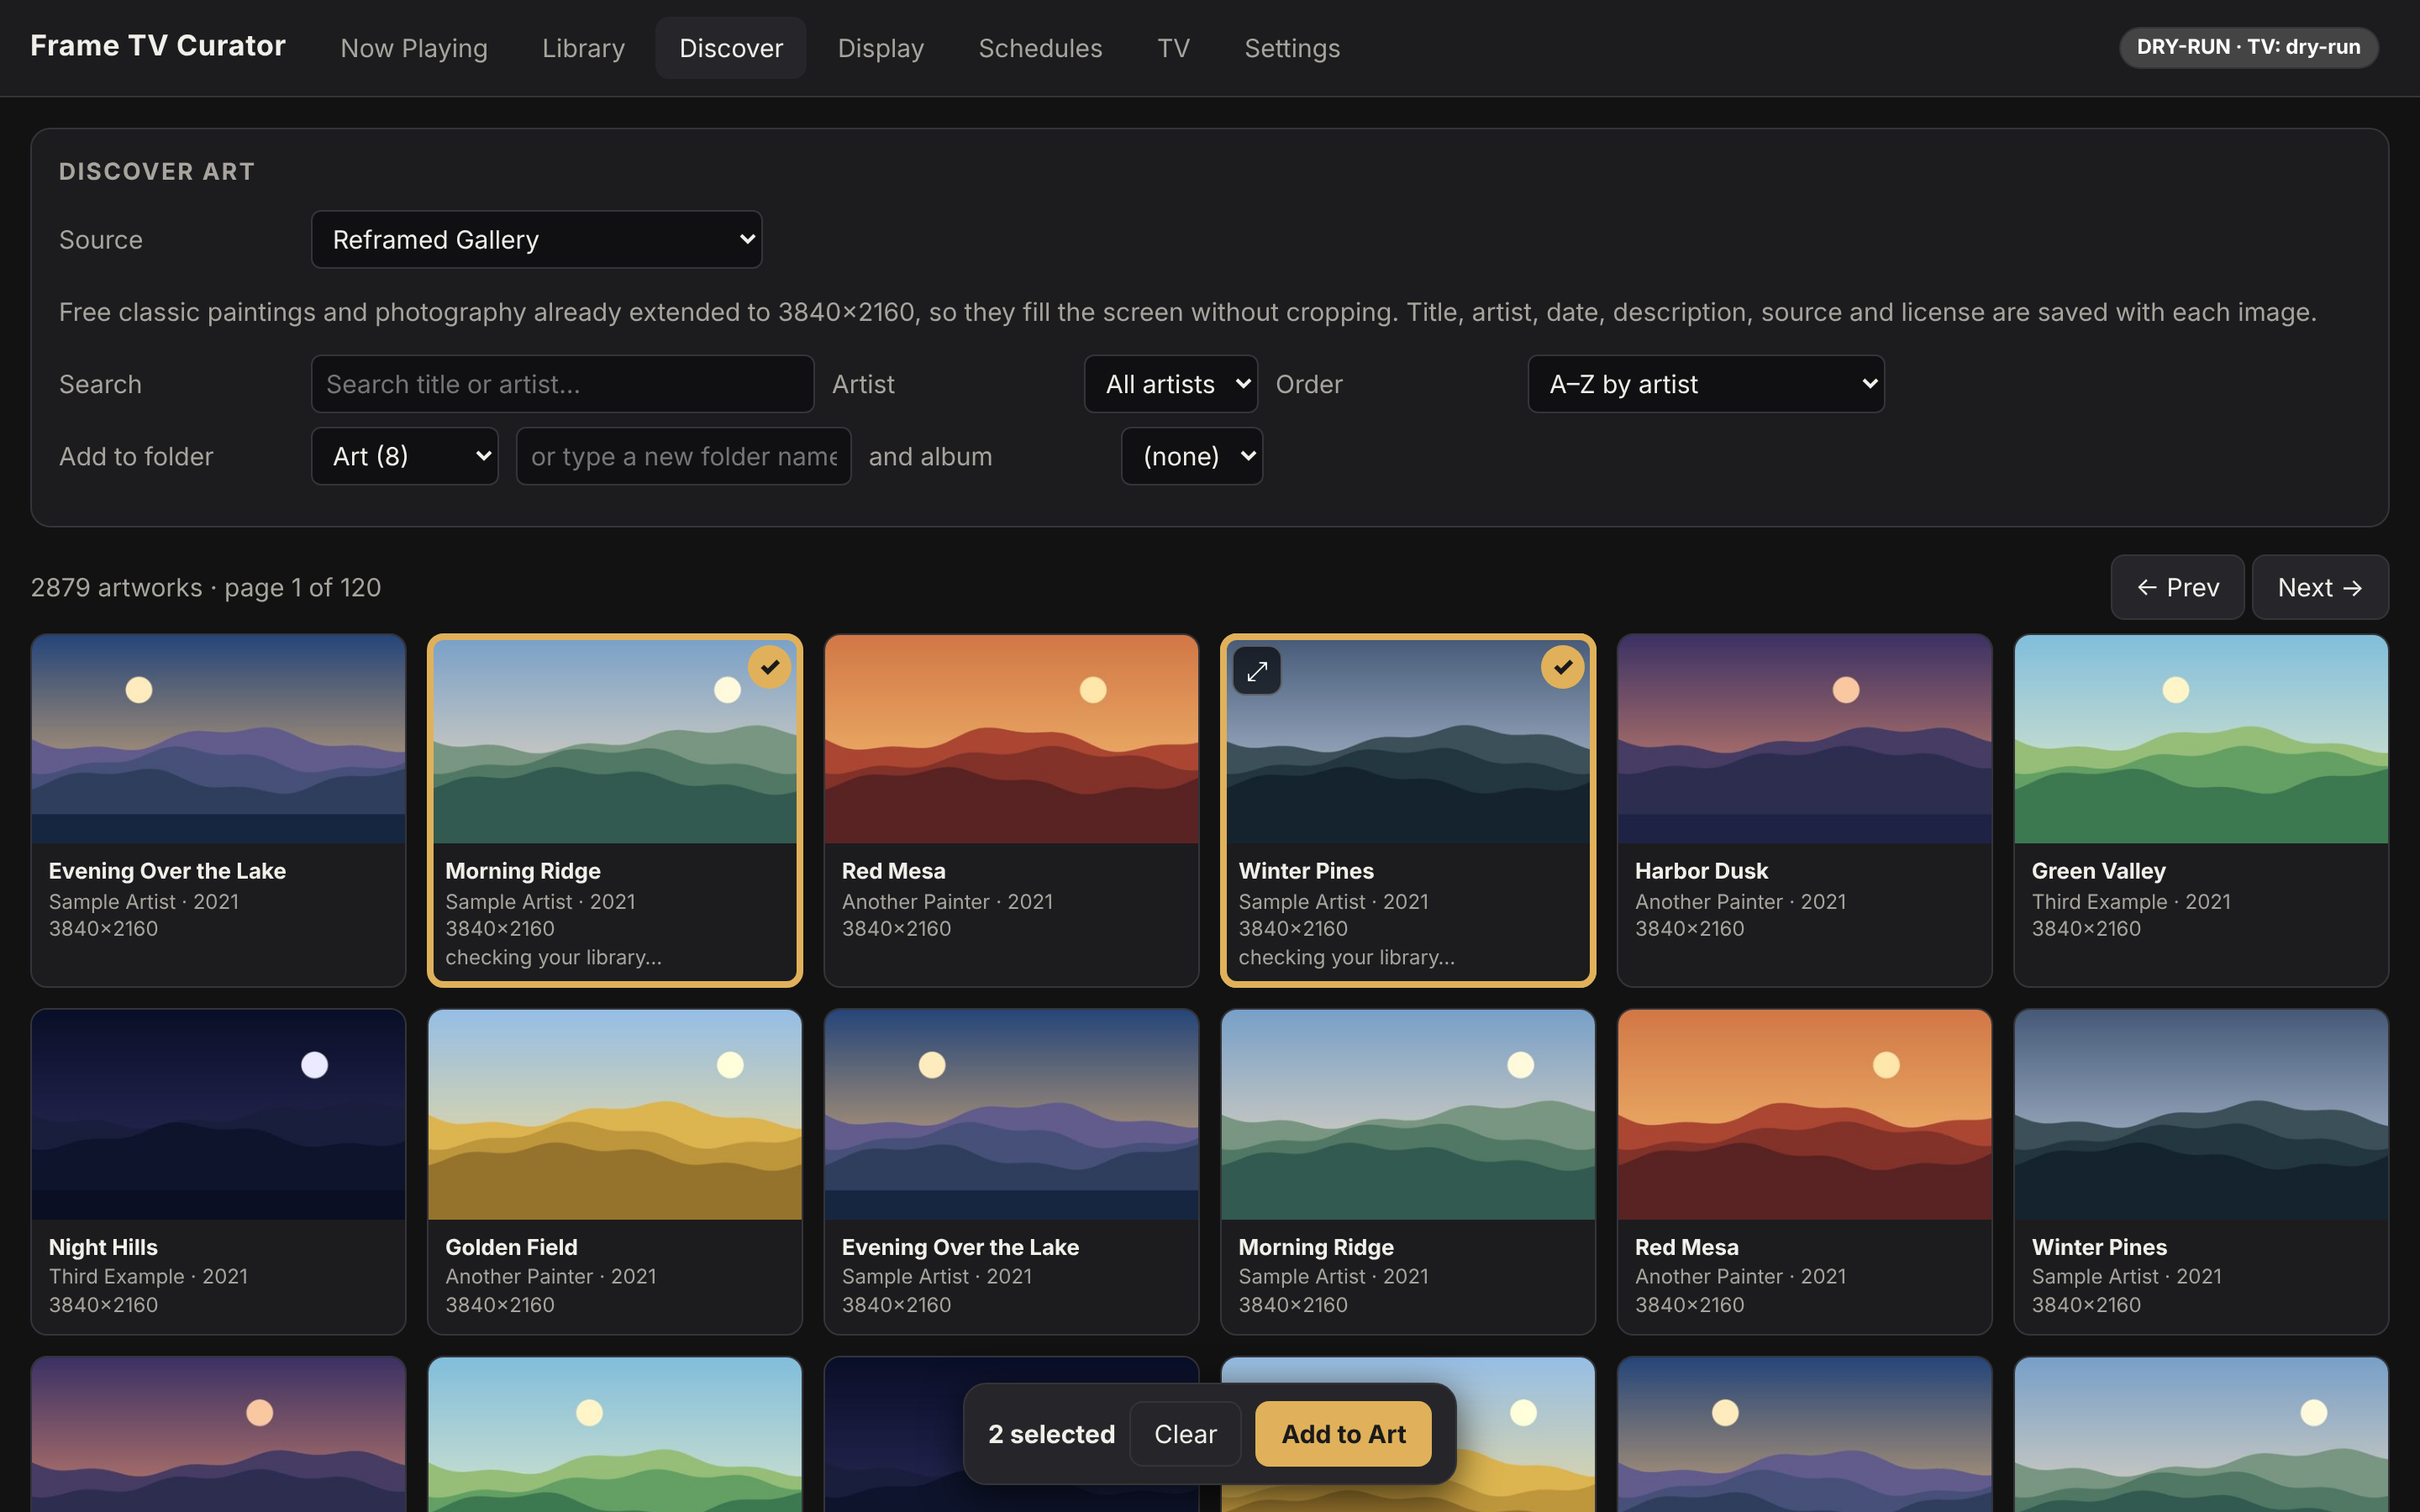 Frame TV Curator Now Playing Library Discover Display Schedules TV Settings DRY-RUN · TV: dry-run
DISCOVER ART
Source Reframed Gallery
Free classic paintings and photography already extended to 3840×2160, so they fill the screen without cropping. Title, artist, date, description, source and license are saved with each image.
Search Search title or artist... Artist All artists Order A–Z by artist
Add to folder Art (8) or type a new folder name and album (none)
2879 artworks · page 1 of 120 ← Prev Next →
Evening Over the Lake
Sample Artist · 2021
3840×2160
Morning Ridge
Sample Artist · 2021
3840×2160
checking your library...
Red Mesa
Another Painter · 2021
3840×2160
Winter Pines
Sample Artist · 2021
3840×2160
checking your library...
Harbor Dusk
Another Painter · 2021
3840×2160
Green Valley
Third Example · 2021
3840×2160
Night Hills
Third Example · 2021
3840×2160
Golden Field
Another Painter · 2021
3840×2160
Evening Over the Lake
Sample Artist · 2021
3840×2160
Morning Ridge
Sample Artist · 2021
3840×2160
Red Mesa
Another Painter · 2021
3840×2160
Winter Pines
Sample Artist · 2021
3840×2160
2 selected Clear Add to Art